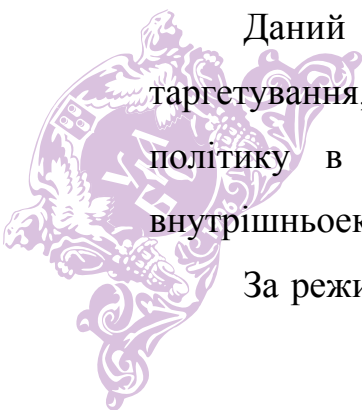 Даний
таргетування,
політику в
внутрішньоек
За режи